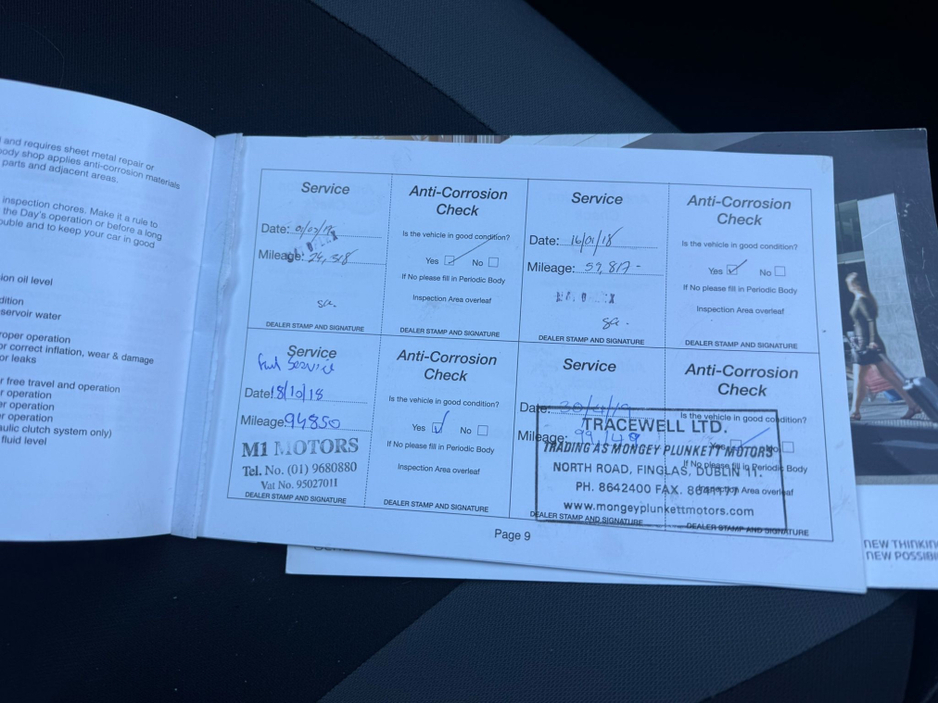 and requires sheet metal repair or
body shop applies anti-corrosion materials
parts and adjacent areas.
inspection chores. Make it a rule to
the Day's operation or before a long
ouble and to keep your car in good
ion oil level
dition
servoir water
roper operation
or correct inflation, wear & damage
or leaks
r free travel and operation
r operation
er operation
r operation
aulic clutch system only)
fluid level
Service
Date:
Mileage: 24,318
DEALER STAMP AND SIGNATURE
Anti-Corrosion
Check
Is the vehicle in good condition?
Yes No
If No please fill in Periodic Body
Inspection Area overleaf
DEALER STAMP AND SIGNATURE
Service
Date: 16/01/18
Mileage: 59,817-
DEALER STAMP AND SIGNATURE
Anti-Corrosion
Check
Is the vehicle in good condition?
Yes No
If No please fill in Periodic Body
Inspection Area overleaf
DEALER STAMP AND SIGNATURE
Service
Full Service
Date: 18/10/18
Mileage: 94850
M1 MOTORS
Tel. No. (01) 9680880
Vat No. 9502701I
DEALER STAMP AND SIGNATURE
Anti-Corrosion
Check
Is the vehicle in good condition?
Yes No
If No please fill in Periodic Body
Inspection Area overleaf
DEALER STAMP AND SIGNATURE
Service
Date:
Mileage:
TRACEWELL LTD.
TRADING AS MONGEY PLUNKETT MOTORS
NORTH ROAD, FINGLAS, DUBLIN 11.
PH. 8642400 FAX.
www.mongeyplunkettmotors.com
DEALER STAMP AND SIGNATURE
Anti-Corrosion
Check
Is the vehicle in good condition?
Yes No
If No please fill in Periodic Body
Inspection Area overleaf
DEALER STAMP AND SIGNATURE
Page 9
NEW THINKIN
NEW POSSIBI